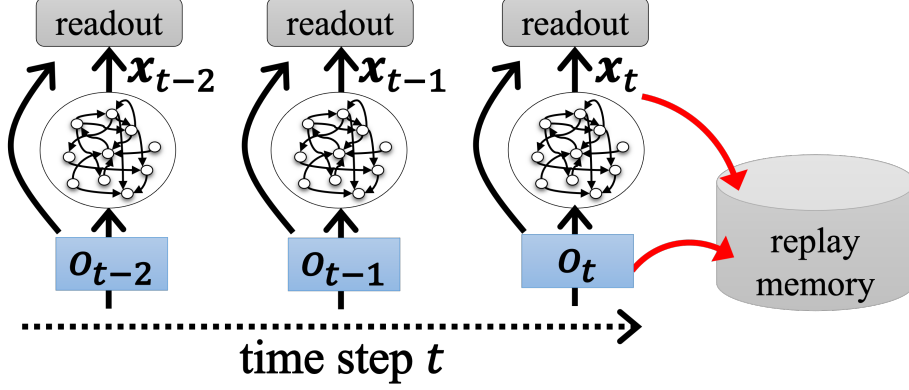 readout readout readout
x_{t-2} x_{t-1} x_t
o_{t-2} o_{t-1} o_t
replay
memory
time step t